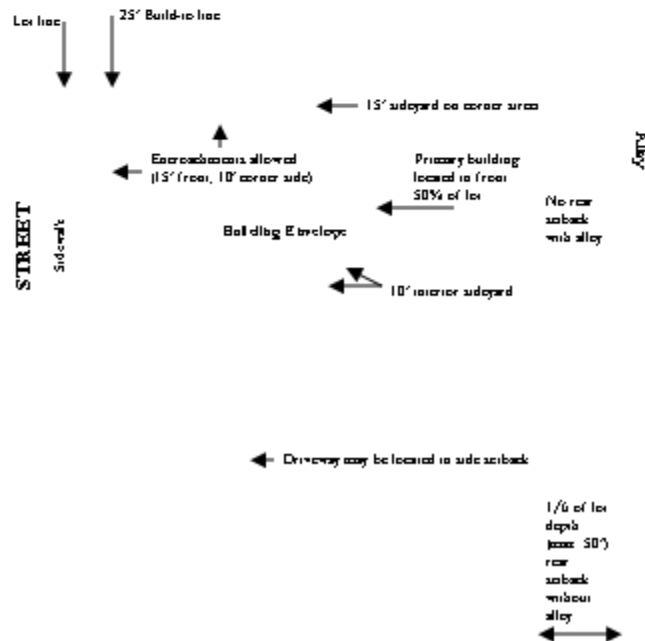 Lot line
25' Build-to line
15' sideyard on corner
Alley
Encroachments allowed
(15' front, 10' corner side)
Primary building
located in front
50% of lot
No rear
setback
with alley
STREET
Sidewalk
Building Envelope
10' interior sideyard
Driveway may be located in side setback
1/6 of lot
depth
50')
rear
setback
without
alley